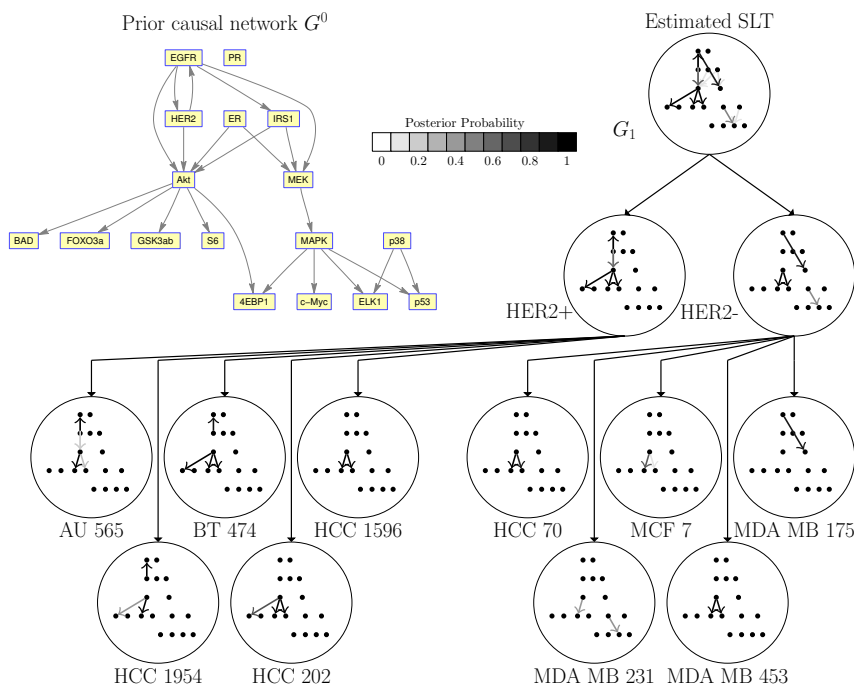 Prior causal network G⁰
Estimated SLT
EGFR
PR
HER2
ER
IRS1
Posterior Probability
0 0.2 0.4 0.6 0.8 1
G₁
Akt
MEK
BAD
FOXO3a
GSK3ab
S6
MAPK
p38
4EBP1
c−Myc
ELK1
p53
HER2+
HER2-
AU 565
BT 474
HCC 1596
HCC 70
MCF 7
MDA MB 175
HCC 1954
HCC 202
MDA MB 231
MDA MB 453